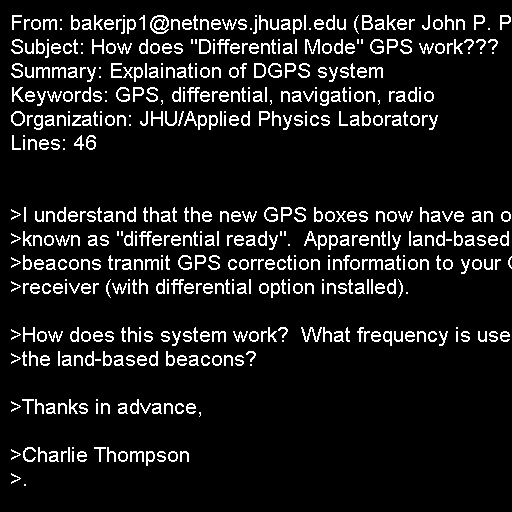 From: bakerjp1@netnews.jhuapl.edu (Baker John P. P
Subject: How does "Differential Mode" GPS work???
Summary: Explaination of DGPS system
Keywords: GPS, differential, navigation, radio
Organization: JHU/Applied Physics Laboratory
Lines: 46
>I understand that the new GPS boxes now have an o
>known as "differential ready".  Apparently land-based
>beacons tranmit GPS correction information to your
>receiver (with differential option installed).
>How does this system work?  What frequency is use
>the land-based beacons?
>Thanks in advance,
>Charlie Thompson
>.